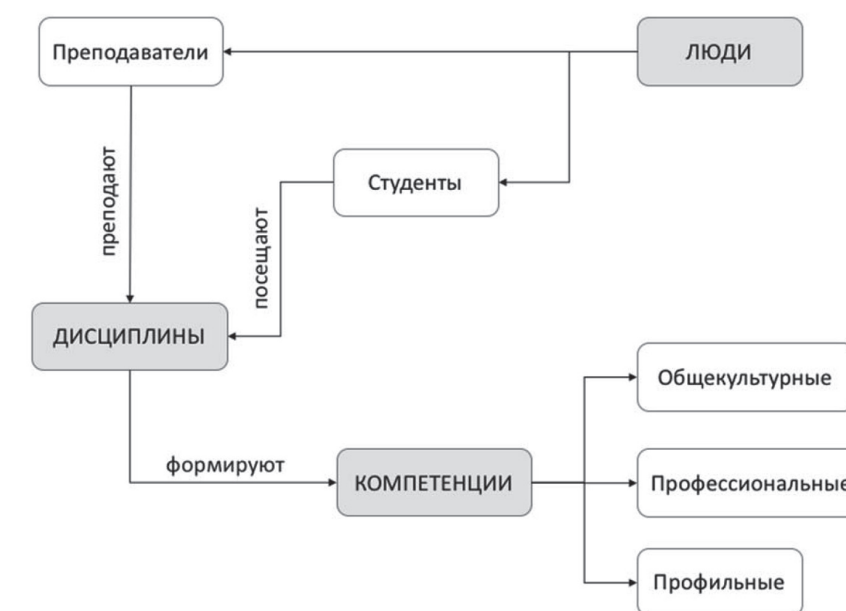 Преподаватели
ЛЮДИ
преподают
Студенты
посещают
ДИСЦИПЛИНЫ
Общекультурные
формируют
КОМПЕТЕНЦИИ
Профессиональные
Профильные